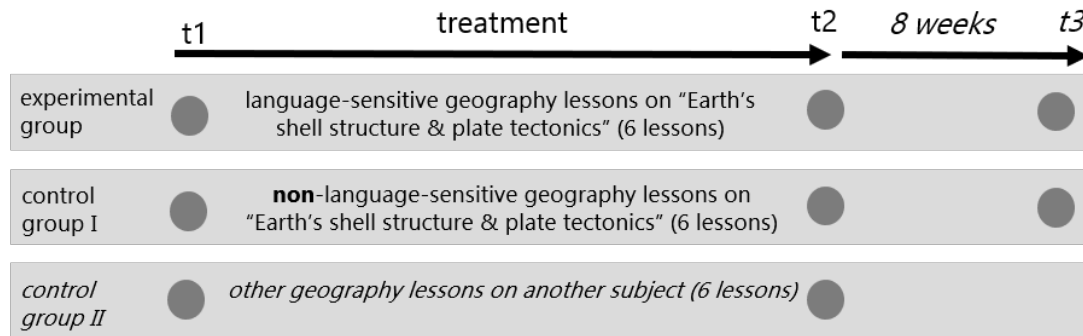 t1 treatment t2 8 weeks t3
experimental
group
language-sensitive geography lessons on “Earth’s
shell structure & plate tectonics” (6 lessons)
control
group I
non-language-sensitive geography lessons on
“Earth’s shell structure & plate tectonics” (6 lessons)
control
group II
other geography lessons on another subject (6 lessons)